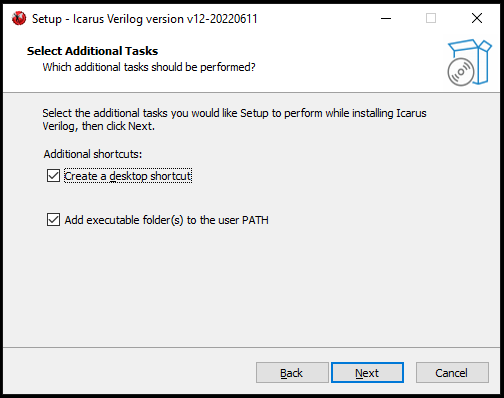 Setup - Icarus Verilog version v12-20220611
Select Additional Tasks
Which additional tasks should be performed?
Select the additional tasks you would like Setup to perform while installing Icarus
Verilog, then click Next.
Additional shortcuts:
Create a desktop shortcut
Add executable folder(s) to the user PATH
Back Next Cancel